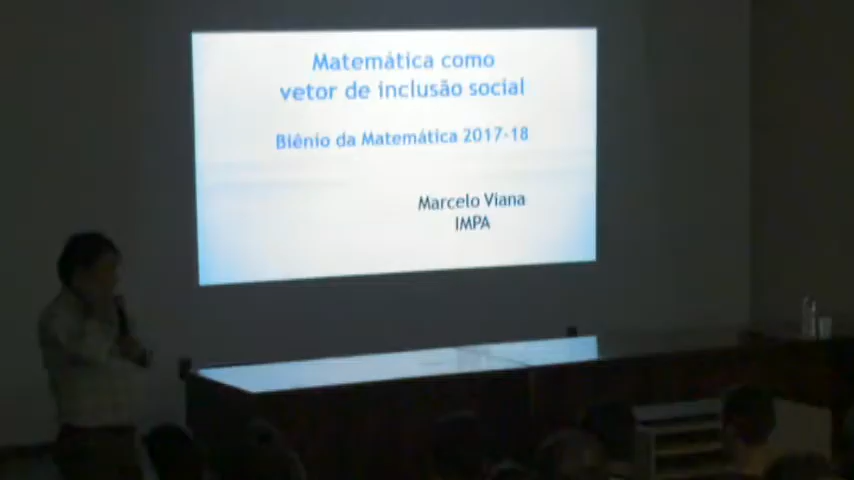 Matemática como
vetor de inclusão social
Biênio da Matemática 2017-18
Marcelo Viana
IMPA